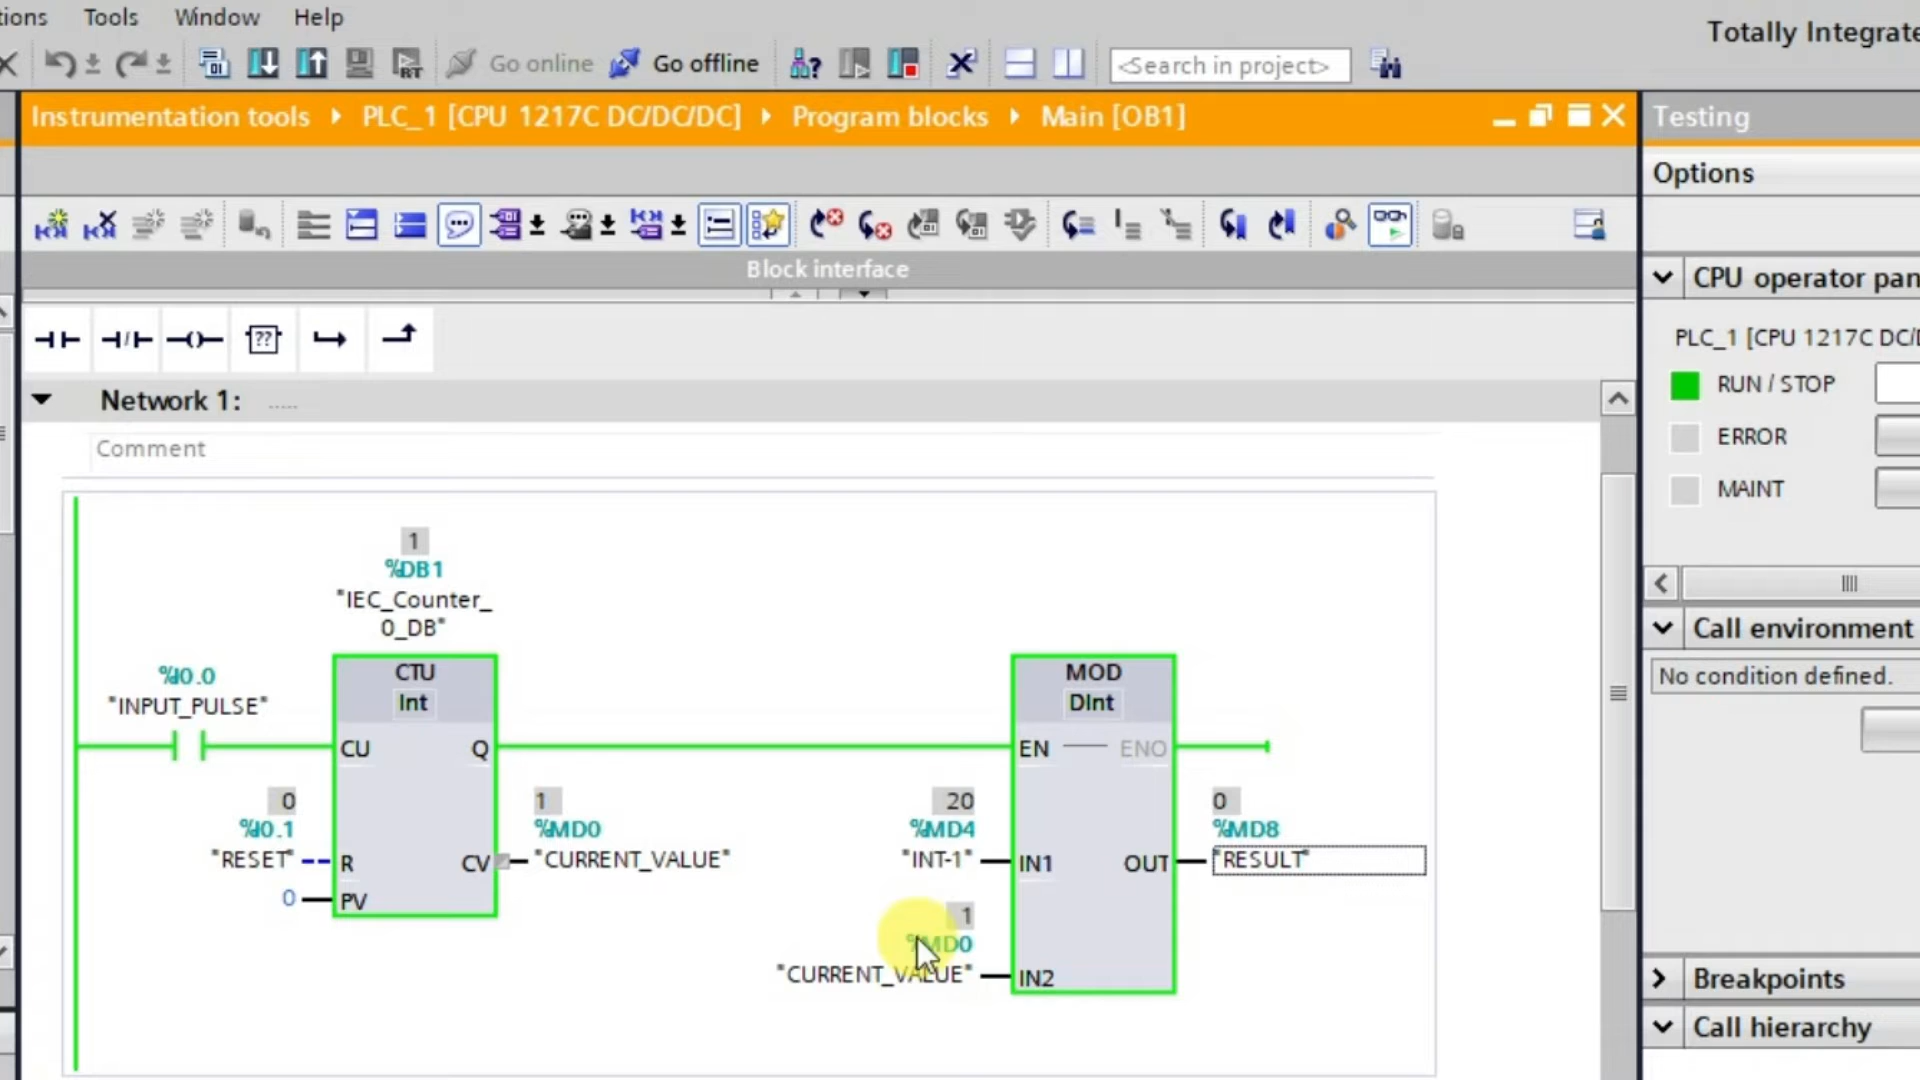 tions Tools Window Help
Totally Integrate
Go online Go offline <Search in project>
Instrumentation tools PLC_1 [CPU 1217C DC/DC/DC] Program blocks Main [OB1]
Testing
Options
Block interface
CPU operator pan
??
PLC_1 [CPU 1217C DC/D
RUN / STOP
Network 1: .....
ERROR
Comment
MAINT
1
%DB1
"IEC_Counter_
0_DB"
Call environment
No condition defined.
%I0.0
"INPUT_PULSE"
CTU
Int
MOD
DInt
CU Q
EN ENO
0
%I0.1
"RESET" R
0 PV
1
%MD0
CV "CURRENT_VALUE"
20
%MD4
"INT-1" IN1
0
%MD8
OUT "RESULT"
1
%MD0
"CURRENT_VALUE" IN2
Breakpoints
Call hierarchy